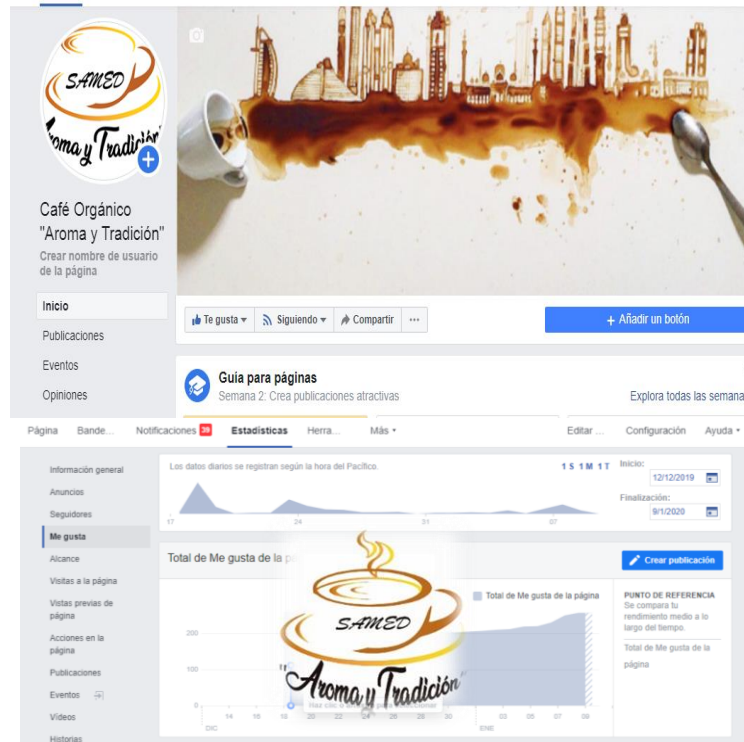 SAMED
Aroma y Tradición"
Café Orgánico
"Aroma y Tradición"
Crear nombre de usuario
de la página
Inicio
Publicaciones
Eventos
Opiniones
Te gusta
Siguiendo
Compartir
+ Añadir un botón
Guía para páginas
Semana 2: Crea publicaciones atractivas
Explora todas las semana
Página Bande... Notificaciones 39 Estadísticas Herra... Más Editar ... Configuración Ayuda
Información general
Anuncios
Seguidores
Me gusta
Alcance
Visitas a la página
Vistas previas de
página
Acciones en la
página
Publicaciones
Eventos
Vídeos
Historias
Los datos diarios se registran según la hora del Pacífico.
1 S 1 M 1 T
Inicio:
12/12/2019
Finalización:
9/1/2020
17 24 31 07
Total de Me gusta de la
Crear publicación
Total de Me gusta de la página
PUNTO DE REFERENCIA
Se compara tu
rendimiento medio a lo
largo del tiempo.
Total de Me gusta de la
página
200
100
0
SAMED
"Aroma y Tradición"
Haz clic o
14 16 18 20 22 24 26 28 30 03 05 07 09
DIC ENE